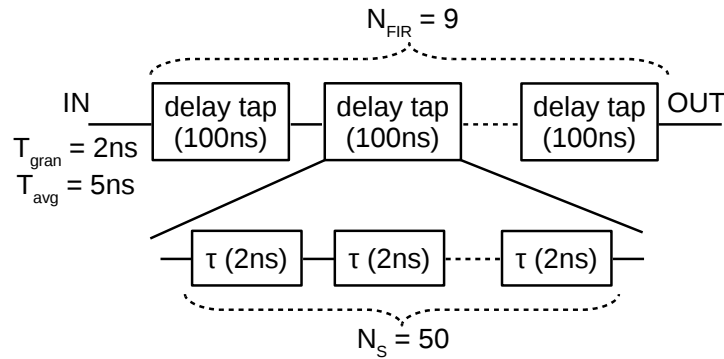 N_FIR = 9
IN
delay tap
(100ns)
delay tap
(100ns)
delay tap
(100ns)
OUT
T_gran = 2ns
T_avg = 5ns
τ (2ns)
τ (2ns)
τ (2ns)
N_S = 50